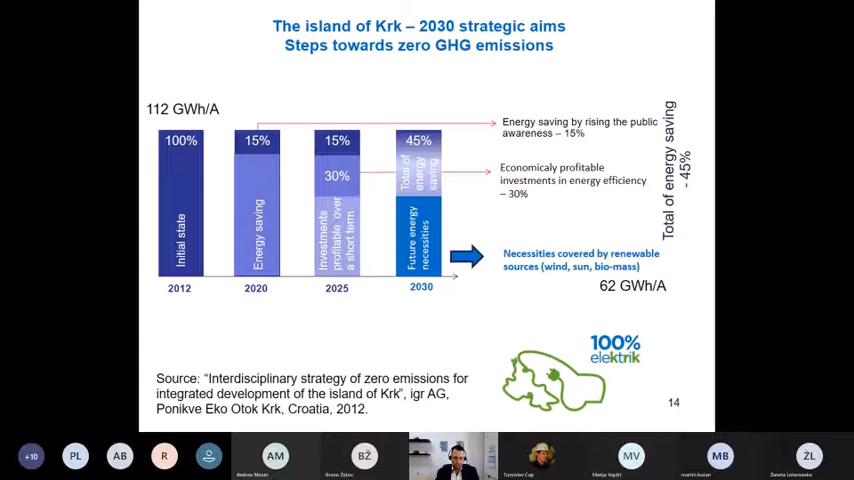 The island of Krk – 2030 strategic aims
Steps towards zero GHG emissions
112 GWh/A
100%
15%
15%
45%
30%
Initial state
Energy saving
Investments
profitable over
a short term
Total of
energy
saving
Future energy
necessities
2012
2020
2025
2030
Energy saving by rising the public
awareness – 15%
Economicaly profitable
investments in energy efficiency
– 30%
Total of energy saving
- 45%
Necessities covered by renewable
sources (wind, sun, bio-mass)
62 GWh/A
100%
elektrik
Source: “Interdisciplinary strategy of zero emissions for
integrated development of the island of Krk”, igr AG,
Ponikve Eko Otok Krk, Croatia, 2012.
14
+10
PL
AB
R
AM
Andrea Moser
BŽ
MV
MB
ŽL